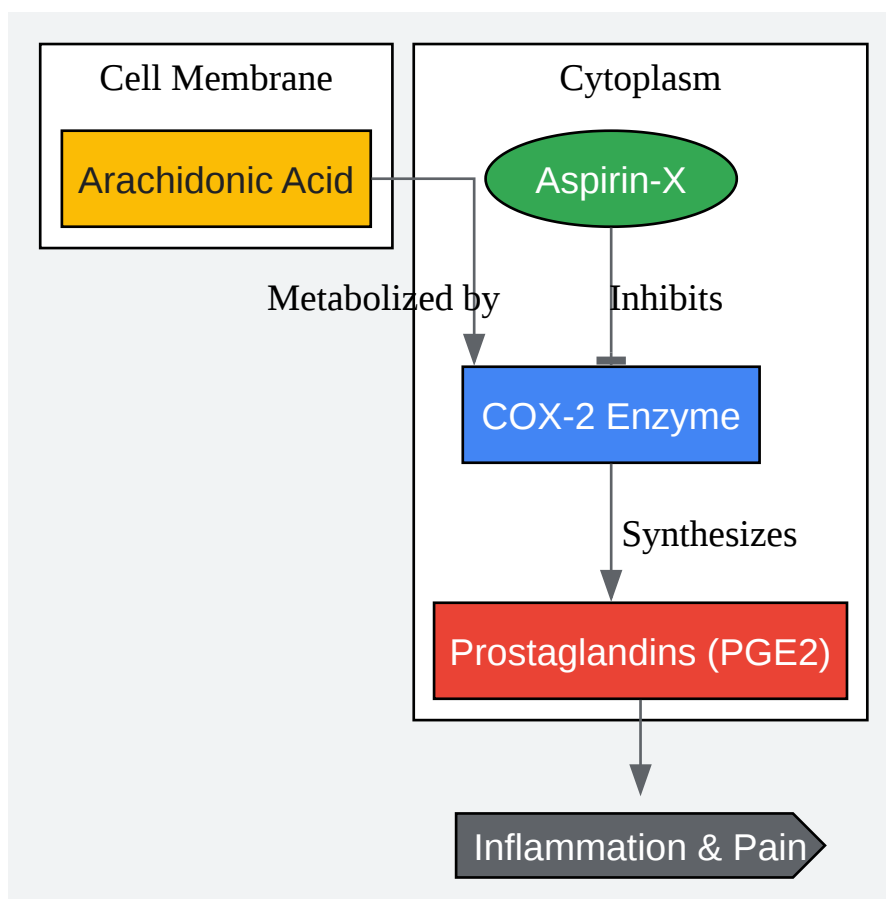 Cell Membrane
Cytoplasm
Arachidonic Acid
Aspirin-X
Metabolized by
Inhibits
COX-2 Enzyme
Synthesizes
Prostaglandins (PGE2)
Inflammation & Pain